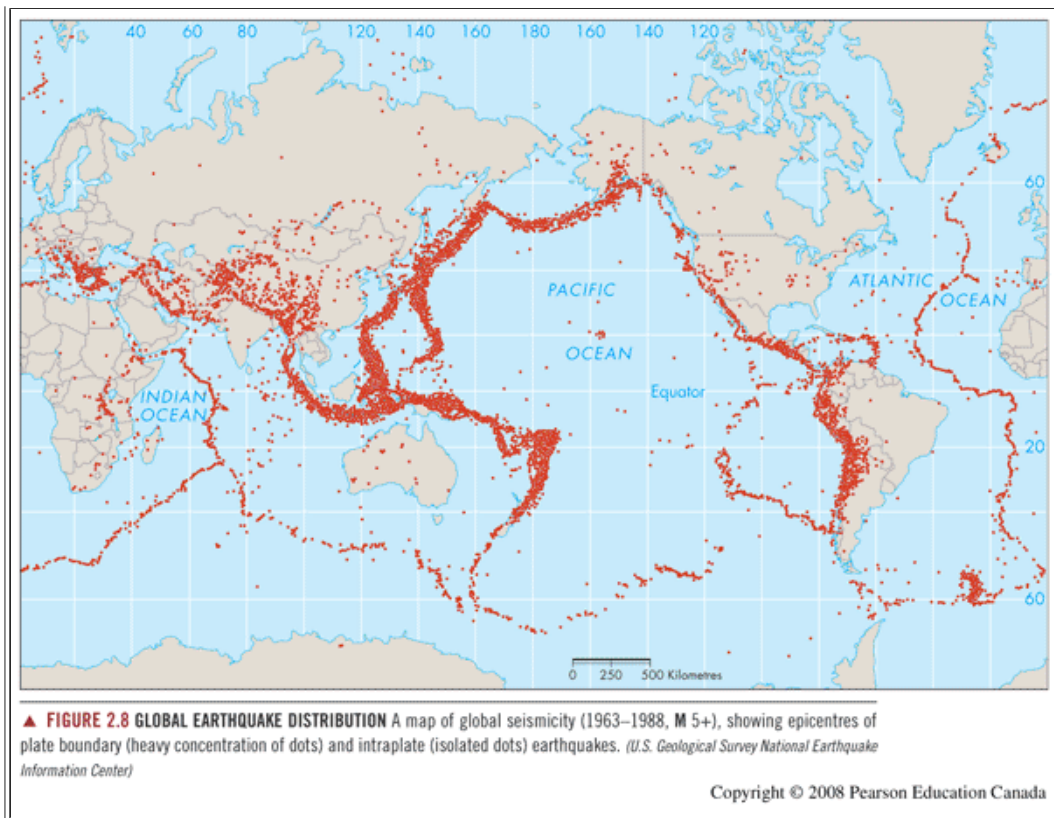 40 80 120 140 160 180 160 140 120
60
PACIFIC
OCEAN
ATLANTIC
OCEAN
INDIAN
OCEAN
Equator
20
60
0 250 500 Kilometres
▲ FIGURE 2.8 GLOBAL EARTHQUAKE DISTRIBUTION A map of global seismicity (1963–1988, M 5+), showing epicentres of
plate boundary (heavy concentration of dots) and intraplate (isolated dots) earthquakes. (U.S. Geological Survey National Earthquake
Information Center)
Copyright © 2008 Pearson Education Canada